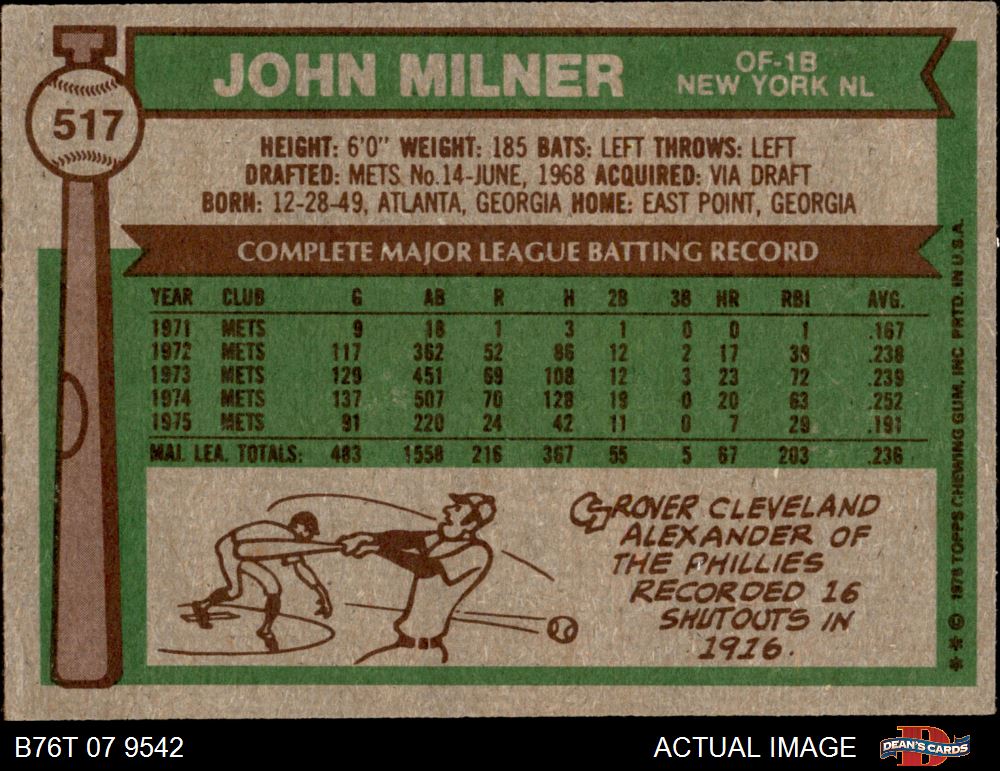 JOHN MILNER
OF-1B
NEW YORK NL
517
HEIGHT: 6'0" WEIGHT: 185 BATS: LEFT THROWS: LEFT
DRAFTED: METS No.14-JUNE, 1968 ACQUIRED: VIA DRAFT
BORN: 12-28-49, ATLANTA, GEORGIA HOME: EAST POINT, GEORGIA
COMPLETE MAJOR LEAGUE BATTING RECORD
YEAR CLUB G AB R H 2B 3B HR RBI AVG.
1971 METS 9 18 1 3 1 0 0 1 .167
1972 METS 117 362 52 86 12 2 17 38 .238
1973 METS 129 451 69 108 12 3 23 72 .239
1974 METS 137 507 70 128 19 0 20 63 .252
1975 METS 91 220 24 42 11 0 7 29 .191
MAJ. LEA. TOTALS: 483 1558 216 367 55 5 67 203 .236
GROVER CLEVELAND
ALEXANDER OF
THE PHILLIES
RECORDED 16
SHUTOUTS IN
1916.
** © 1976 TOPPS CHEWING GUM, INC. PRTD. IN U.S.A.
B76T 07 9542
ACTUAL IMAGE
DEAN'S CARDS